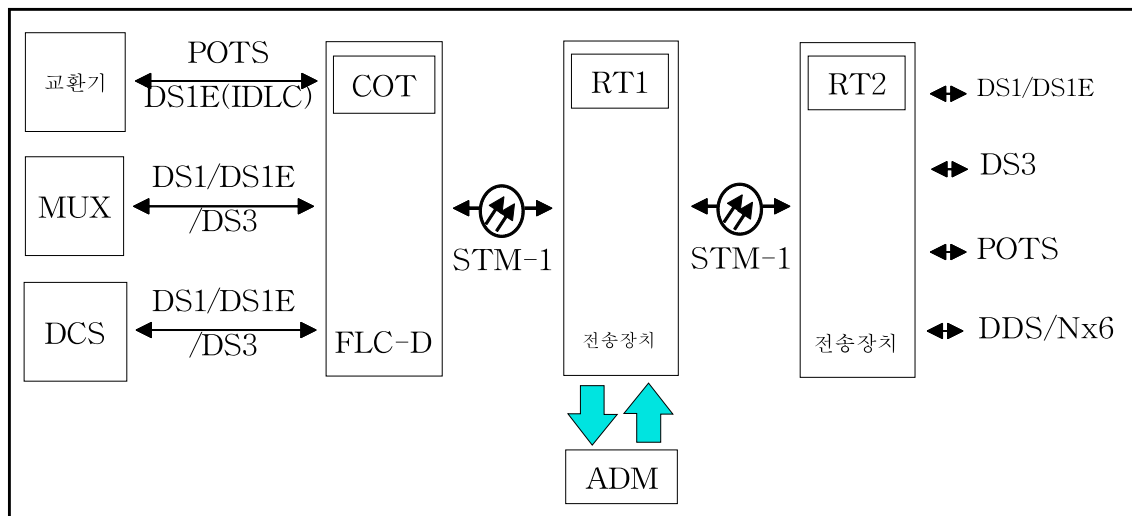 교환기
POTS
DS1E(IDLC)
MUX
DS1/DS1E
/DS3
DCS
DS1/DS1E
/DS3
COT
FLC-D
STM-1
RT1
전송장치
ADM
STM-1
RT2
전송장치
DS1/DS1E
DS3
POTS
DDS/Nx6